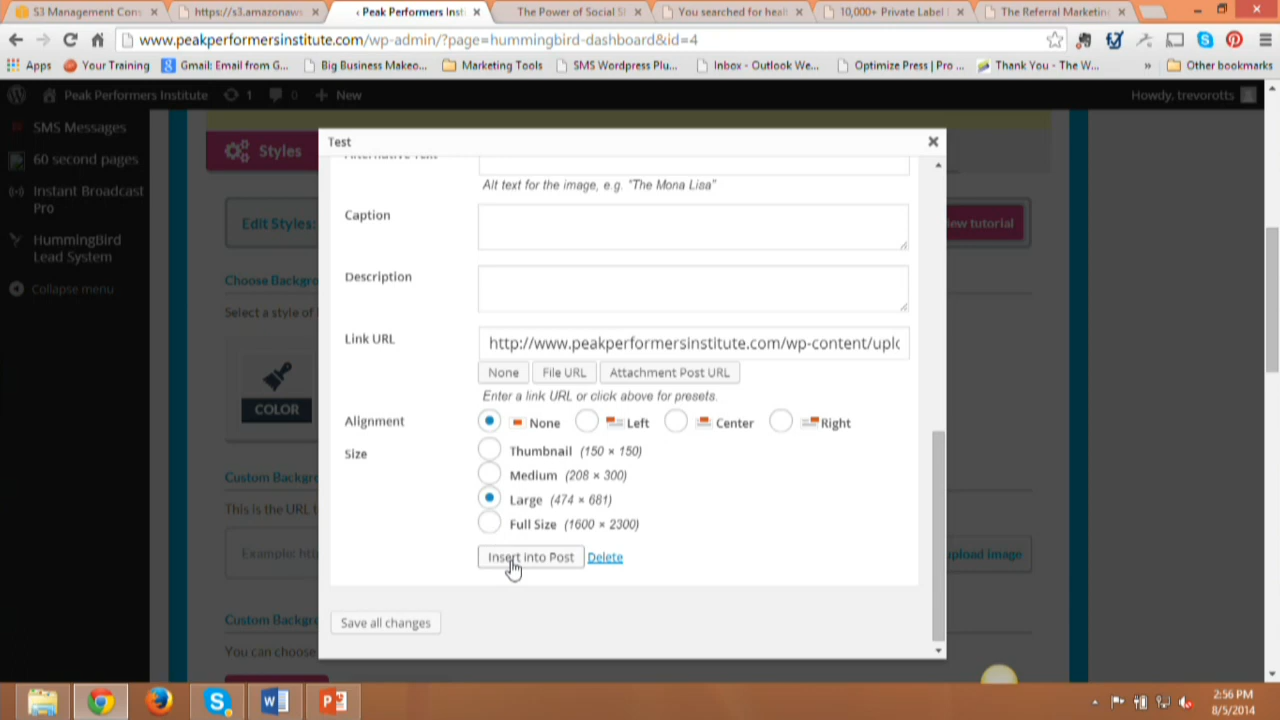 S3 Management Cons
https://s3.amazonaws
Peak Performers Insti
The Power of Social Sh
You searched for heal
10,000+ Private Label
The Referral Marketin
www.peakperformersinstitute.com/wp-admin/?page=hummingbird-dashboard&id=4
Apps
Your Training
Gmail: Email from G...
Big Business Makeo...
Marketing Tools
SMS Wordpress Plu...
Inbox - Outlook We...
Optimize Press | Pro ...
Thank You - The W...
»
Other bookmarks
Peak Performers Institute
1
0
+ New
Howdy, trevorotts
SMS Messages
60 second pages
Instant Broadcast
Pro
HummingBird
Lead System
Collapse menu
Styles
Edit Styles:
ew tutorial
Choose Backgro
Select a style of
COLOR
Custom Backgro
This is the URL t
Example: htt
pload image
Custom Backgro
You can choose
Test
Alternative Text
Alt text for the image, e.g. "The Mona Lisa"
Caption
Description
Link URL
http://www.peakperformersinstitute.com/wp-content/uplo
None
File URL
Attachment Post URL
Enter a link URL or click above for presets.
Alignment
None
Left
Center
Right
Size
Thumbnail (150 × 150)
Medium (208 × 300)
Large (474 × 681)
Full Size (1600 × 2300)
Insert into Post
Delete
Save all changes
2:56 PM
8/5/2014